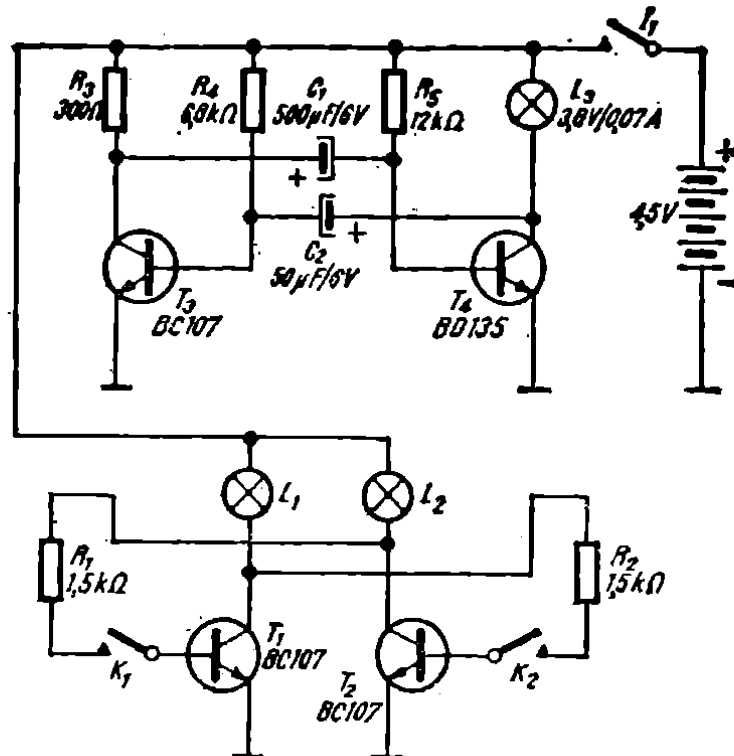 I₁
R₃
300Ω
R₄
6,8kΩ
C₁
500μF/6V
R₅
12kΩ
L₃
3,8V/0,07A
+
+
4,5V
+
C₂
50μF/6V
-
T₃
BC107
T₄
BD135
L₁
L₂
R₁
1,5kΩ
R₂
1,5kΩ
K₁
T₁
BC107
T₂
BC107
K₂